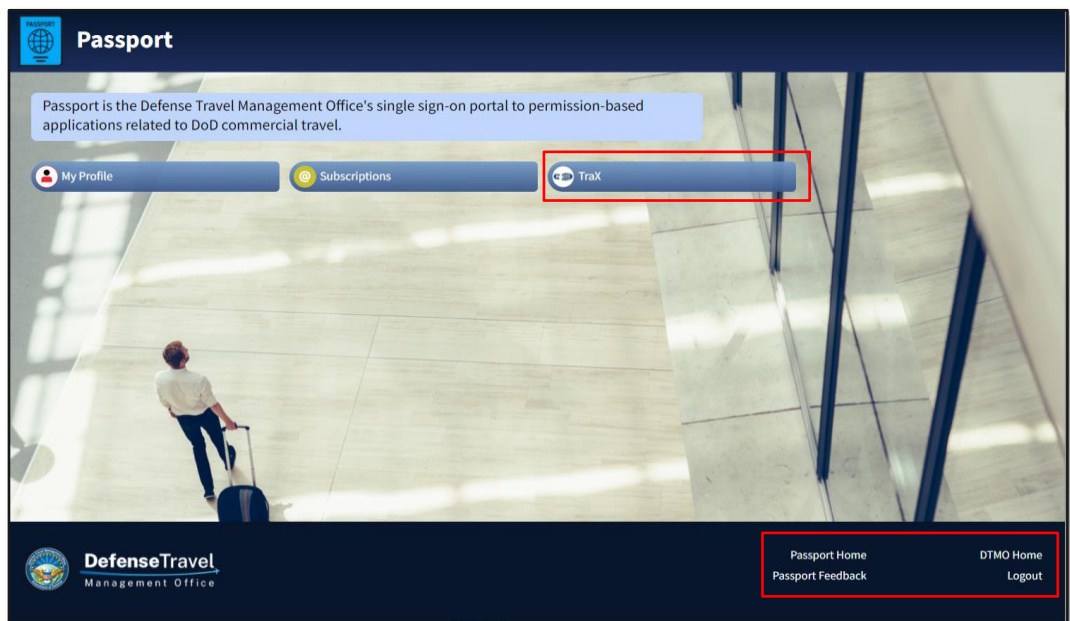 PASSPORT
Passport
Passport is the Defense Travel Management Office's single sign-on portal to permission-based
applications related to DoD commercial travel.
My Profile
@ Subscriptions
TraX
DefenseTravel
Management Office
Passport Home
DTMO Home
Passport Feedback
Logout